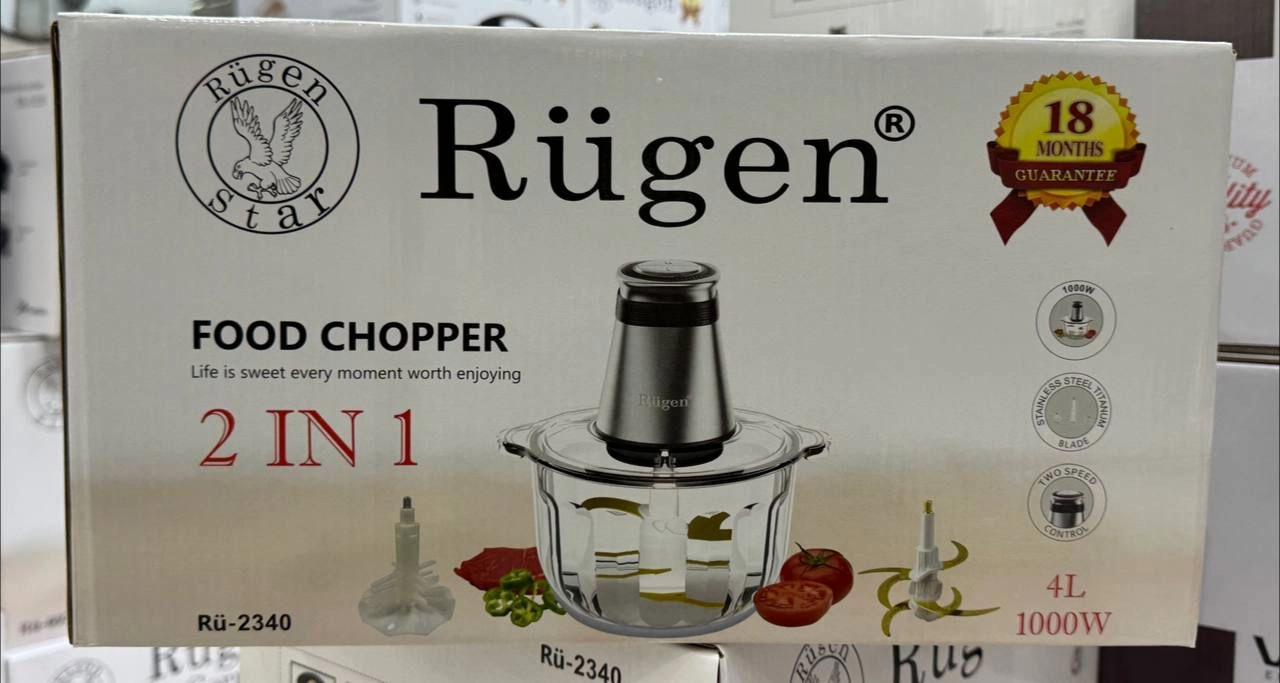 Rügen
Star
Rügen®
18
MONTHS
GUARANTEE
FOOD CHOPPER
Life is sweet every moment worth enjoying
2 IN 1
Rügen
1000W
STAINLESS STEEL TITANIUM
BLADE
TWO SPEED
CONTROL
4L
1000W
Rü-2340
Rü-2340
Rügen